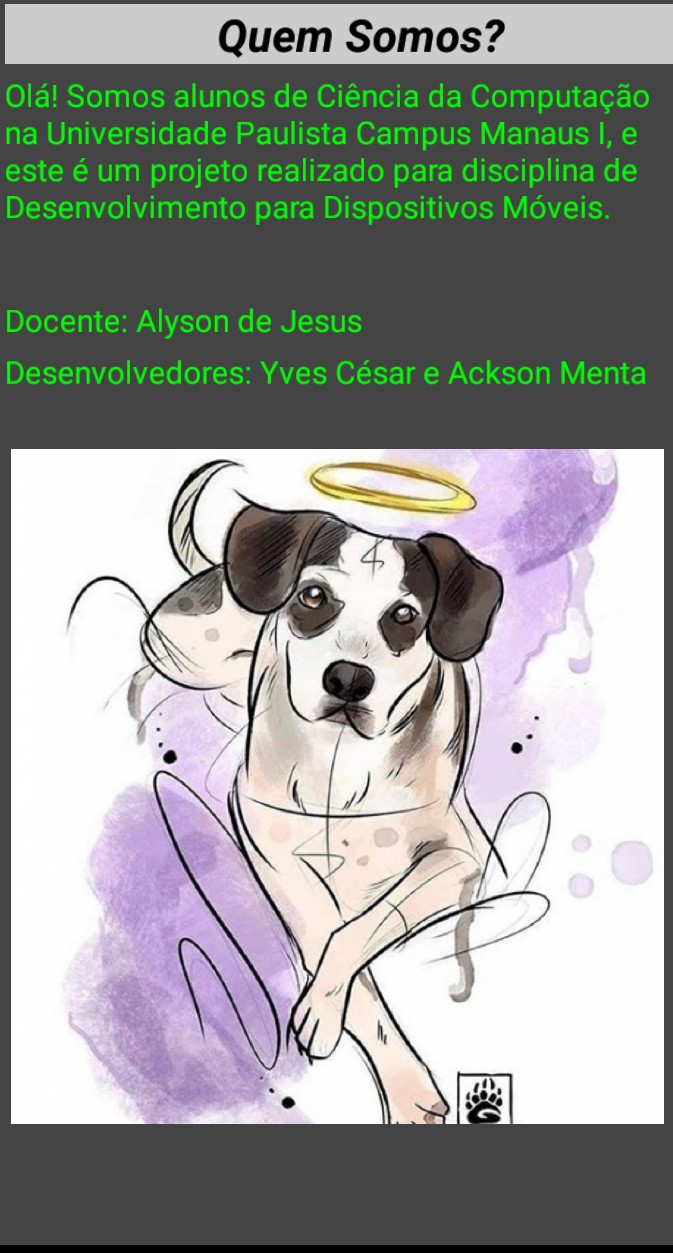 Quem Somos?
Olá! Somos alunos de Ciência da Computação
na Universidade Paulista Campus Manaus I, e
este é um projeto realizado para disciplina de
Desenvolvimento para Dispositivos Móveis.
Docente: Alyson de Jesus
Desenvolvedores: Yves César e Ackson Menta